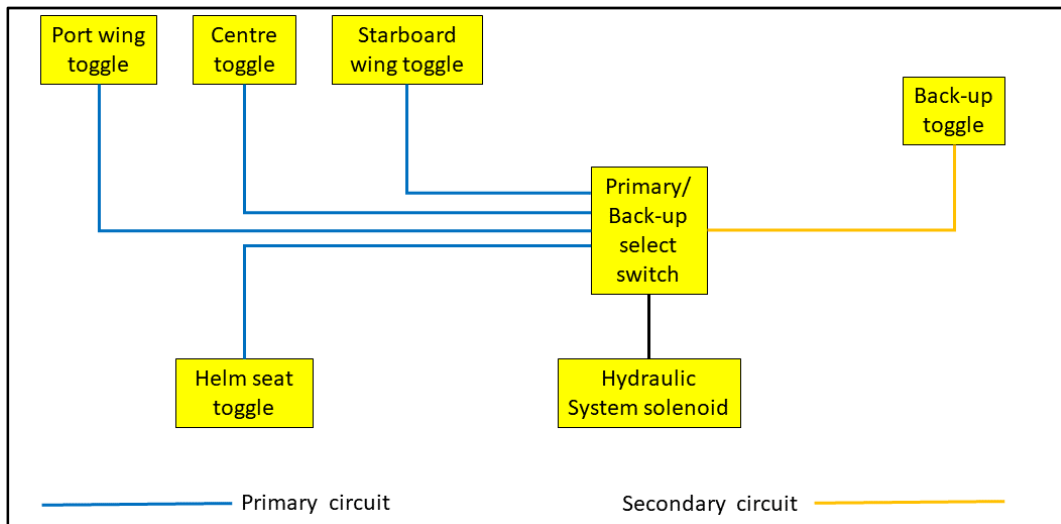 Port wing
toggle
Centre
toggle
Starboard
wing toggle
Back-up
toggle
Primary/
Back-up
select
switch
Helm seat
toggle
Hydraulic
System solenoid
Primary circuit
Secondary circuit